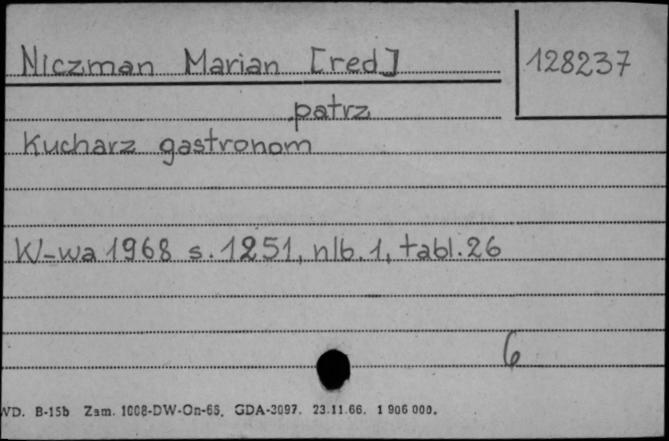 Niczman Marian [red]
128237
patrz
Kucharz gastronom
W-wa 1968 s. 1251, nlb. 1, tabl. 26
6
WD. B-15b Zam. 1008-DW-On-65. GDA-3097. 23.11.66. 1 906 000.